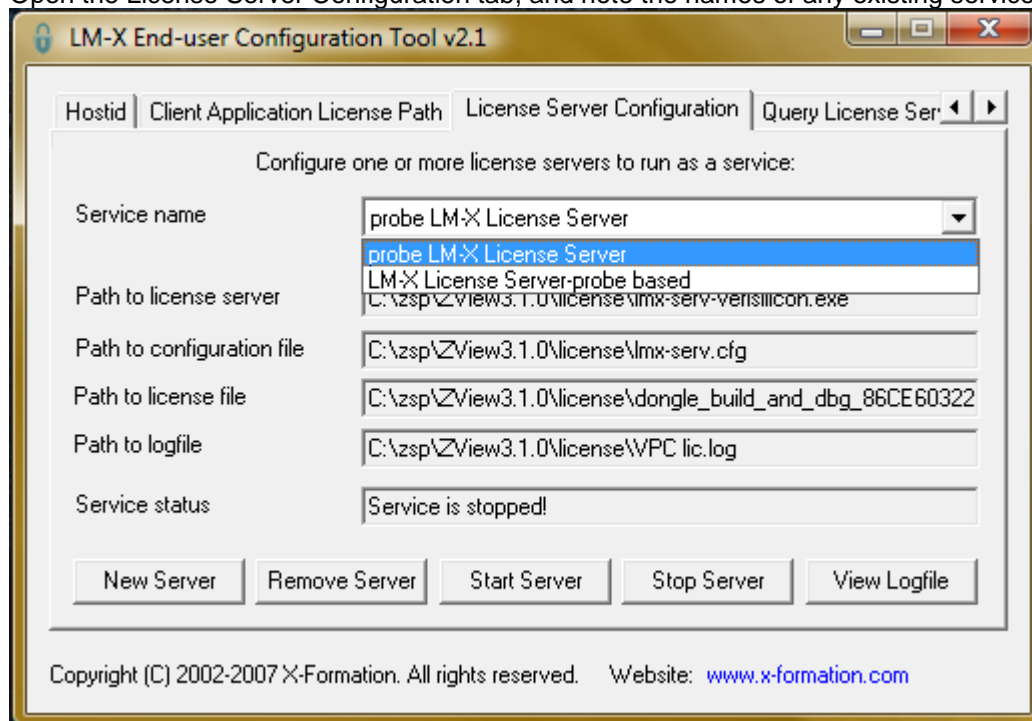 Open the License Server Configuration tab, and note the names of any existing service
LM-X End-user Configuration Tool v2.1
Hostid Client Application License Path License Server Configuration Query License Ser
Configure one or more license servers to run as a service:
Service name probe LM-X License Server
probe LM-X License Server
LM-X License Server-probe based
Path to license server C:\zsp\ZView3.1.0\license\lmx-serv-verisilicon.exe
Path to configuration file C:\zsp\ZView3.1.0\license\lmx-serv.cfg
Path to license file C:\zsp\ZView3.1.0\license\dongle_build_and_dbg_86CE60322
Path to logfile C:\zsp\ZView3.1.0\license\VPC lic.log
Service status Service is stopped!
New Server Remove Server Start Server Stop Server View Logfile
Copyright (C) 2002-2007 X-Formation. All rights reserved. Website: www.x-formation.com